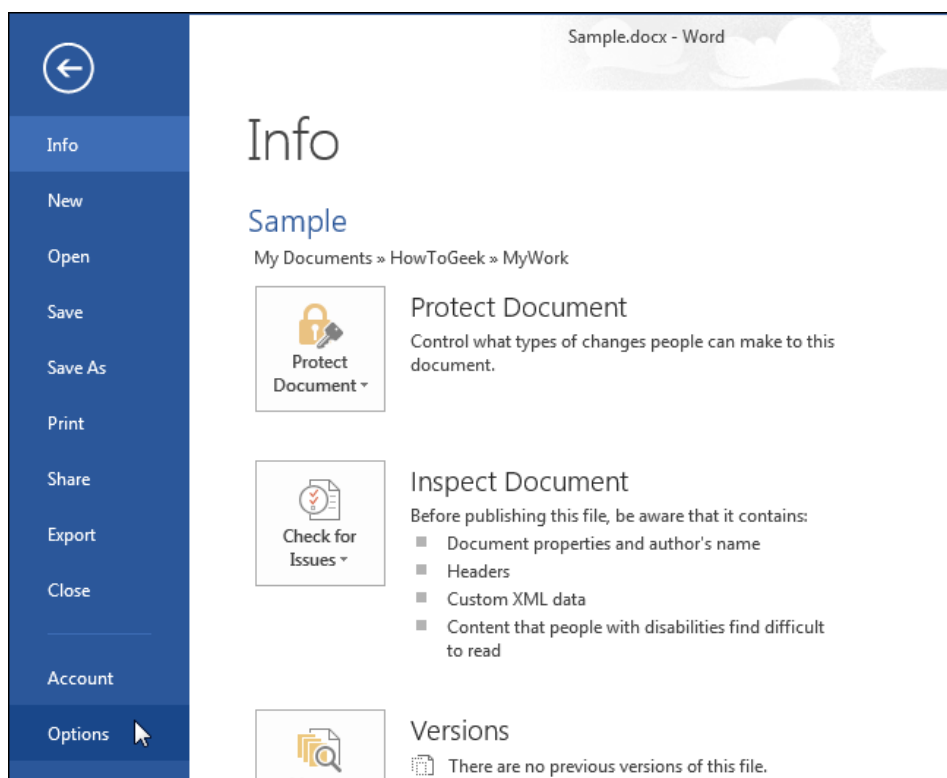 Sample.docx - Word
Info
New
Open
Save
Save As
Print
Share
Export
Close
Account
Options
Info
Sample
My Documents » HowToGeek » MyWork
Protect
Document
Protect Document
Control what types of changes people can make to this
document.
Check for
Issues
Inspect Document
Before publishing this file, be aware that it contains:
Document properties and author's name
Headers
Custom XML data
Content that people with disabilities find difficult
to read
Versions
There are no previous versions of this file.